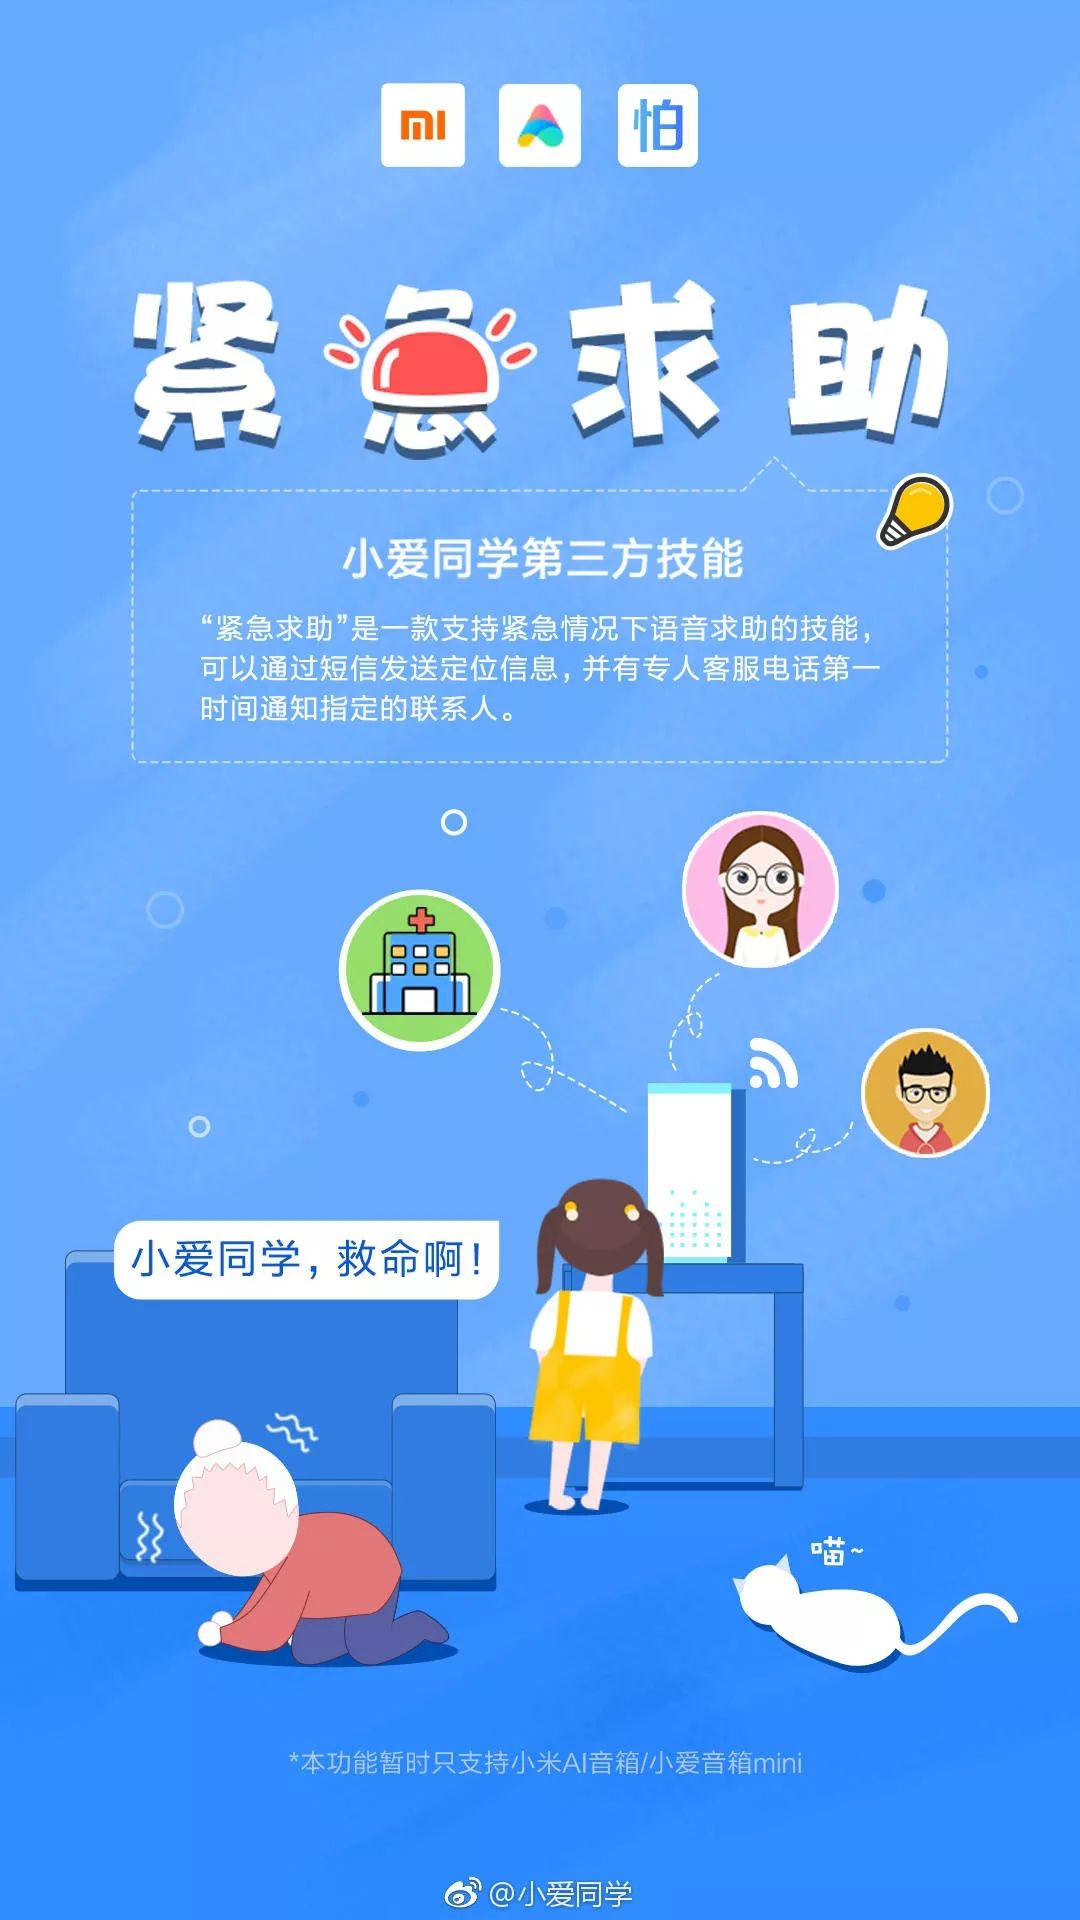 mi
怕
紧急求助
小爱同学第三方技能
“紧急求助”是一款支持紧急情况下语音求助的技能，
可以通过短信发送定位信息，并有专人客服电话第一
时间通知指定的联系人。
小爱同学，救命啊！
喵~
*本功能暂时只支持小米AI音箱/小爱音箱mini
@小爱同学